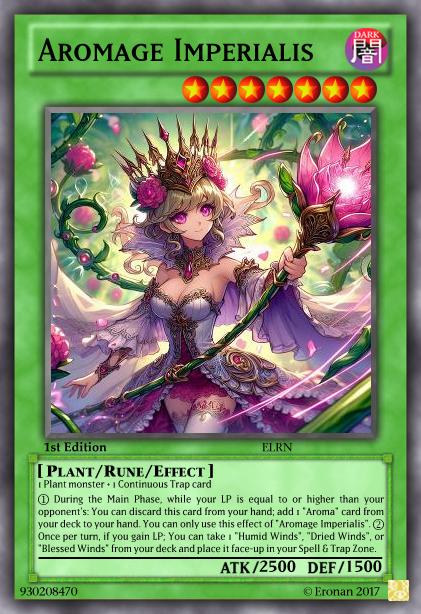 AROMAGE IMPERIALIS
DARK
闇
1st Edition
ELRN
[ PLANT/RUNE/EFFECT ]
1 Plant monster + 1 Continuous Trap card
① During the Main Phase, while your LP is equal to or higher than your
opponent's: You can discard this card from your hand; add 1 "Aroma" card from
your deck to your hand. You can only use this effect of "Aromage Imperialis". ②
Once per turn, if you gain LP; You can take 1 "Humid Winds", "Dried Winds", or
"Blessed Winds" from your deck and place it face-up in your Spell & Trap Zone.
ATK/2500 DEF/1500
930208470
© Eronan 2017